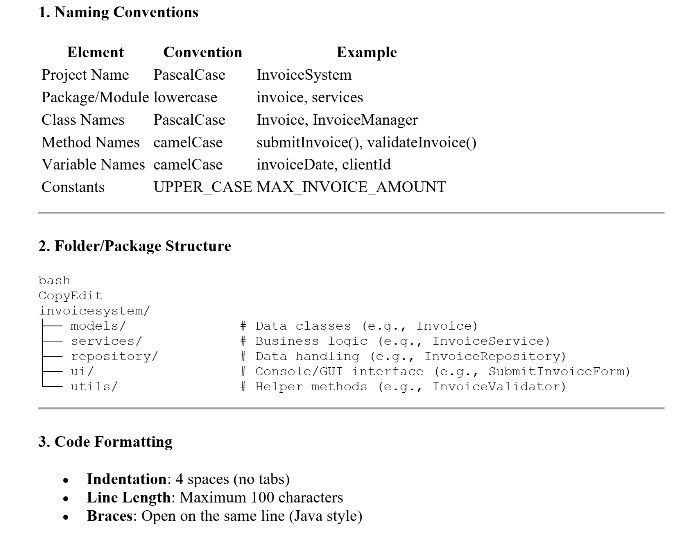 1. Naming Conventions
Element Convention Example
Project Name PascalCase InvoiceSystem
Package/Module lowercase invoice, services
Class Names PascalCase Invoice, InvoiceManager
Method Names camelCase submitInvoice(), validateInvoice()
Variable Names camelCase invoiceDate, clientId
Constants UPPER_CASE MAX_INVOICE_AMOUNT
2. Folder/Package Structure
bash
CopyEdit
invoicesystem/
├── models/ # Data classes (e.g., Invoice)
├── services/ # Business logic (e.g., InvoiceService)
├── repository/ # Data handling (e.g., InvoiceRepository)
├── ui/ # Console/GUI interface (e.g., SubmitInvoiceForm)
└── utils/ # Helper methods (e.g., InvoiceValidator)
3. Code Formatting
• Indentation: 4 spaces (no tabs)
• Line Length: Maximum 100 characters
• Braces: Open on the same line (Java style)